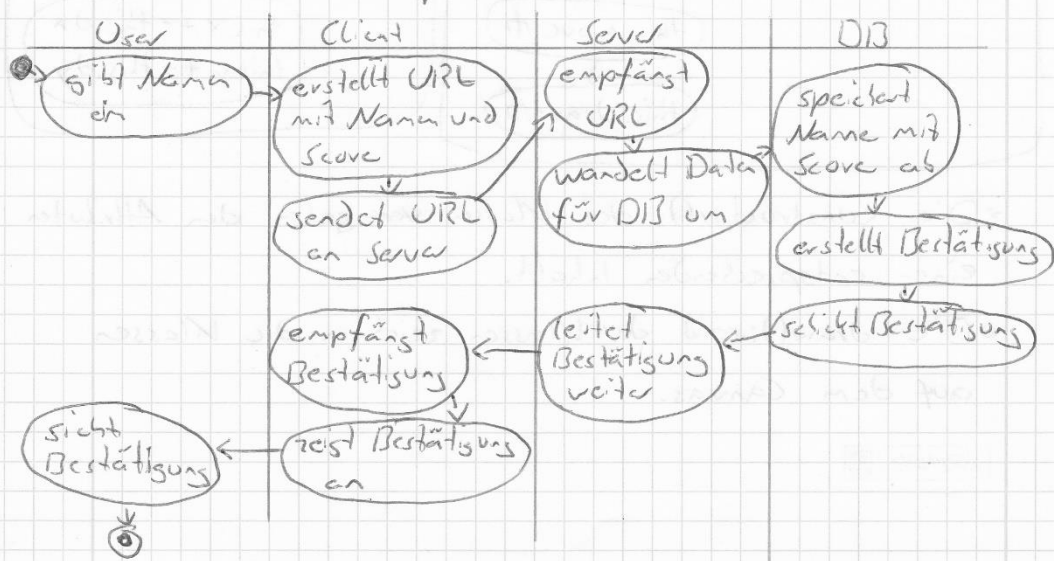 User Client Server DB
gibt Namen
ein
erstellt URL
mit Namen und
Score
sendet URL
an Server
empfängt
URL
wandelt Daten
für DB um
speichert
Name mit
Score ab
erstellt Bestätigung
schickt Bestätigung
leitet
Bestätigung
weiter
empfängt
Bestätigung
zeigt Bestätigung
an
sieht
Bestätigung